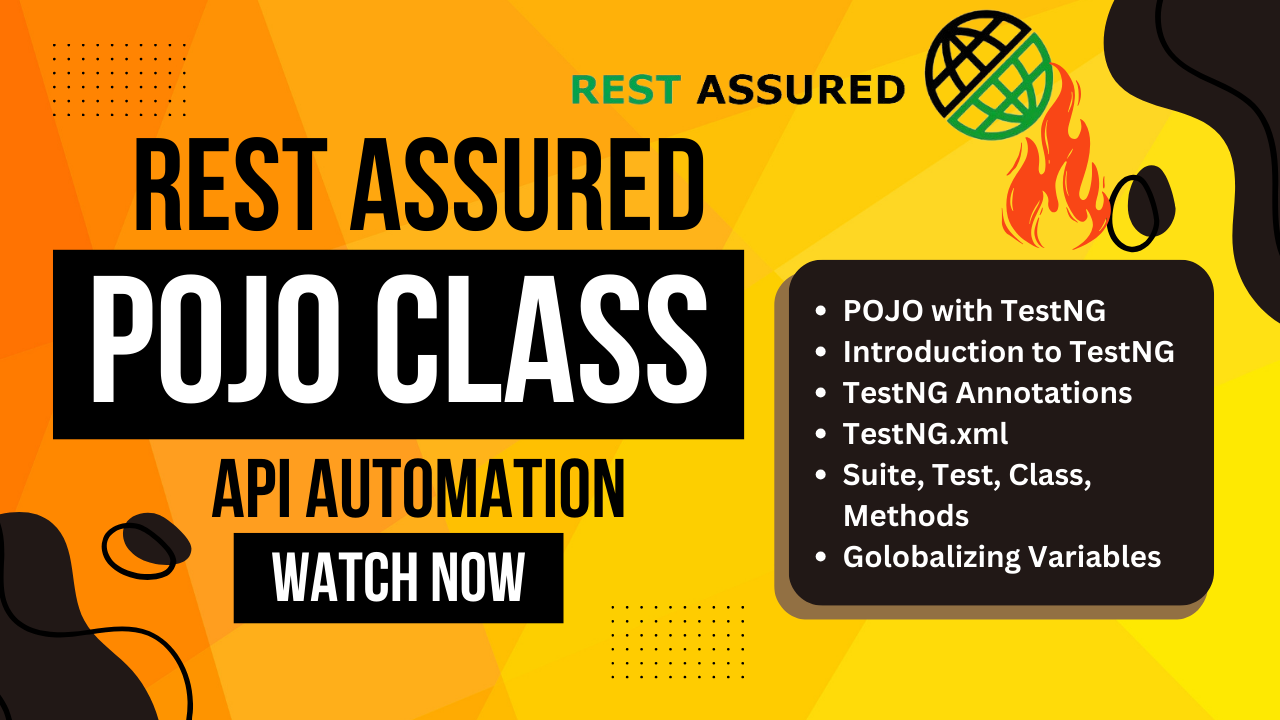 REST ASSURED
REST ASSURED
POJO CLASS
API AUTOMATION
WATCH NOW
• POJO with TestNG
• Introduction to TestNG
• TestNG Annotations
• TestNG.xml
• Suite, Test, Class,
Methods
• Golobalizing Variables